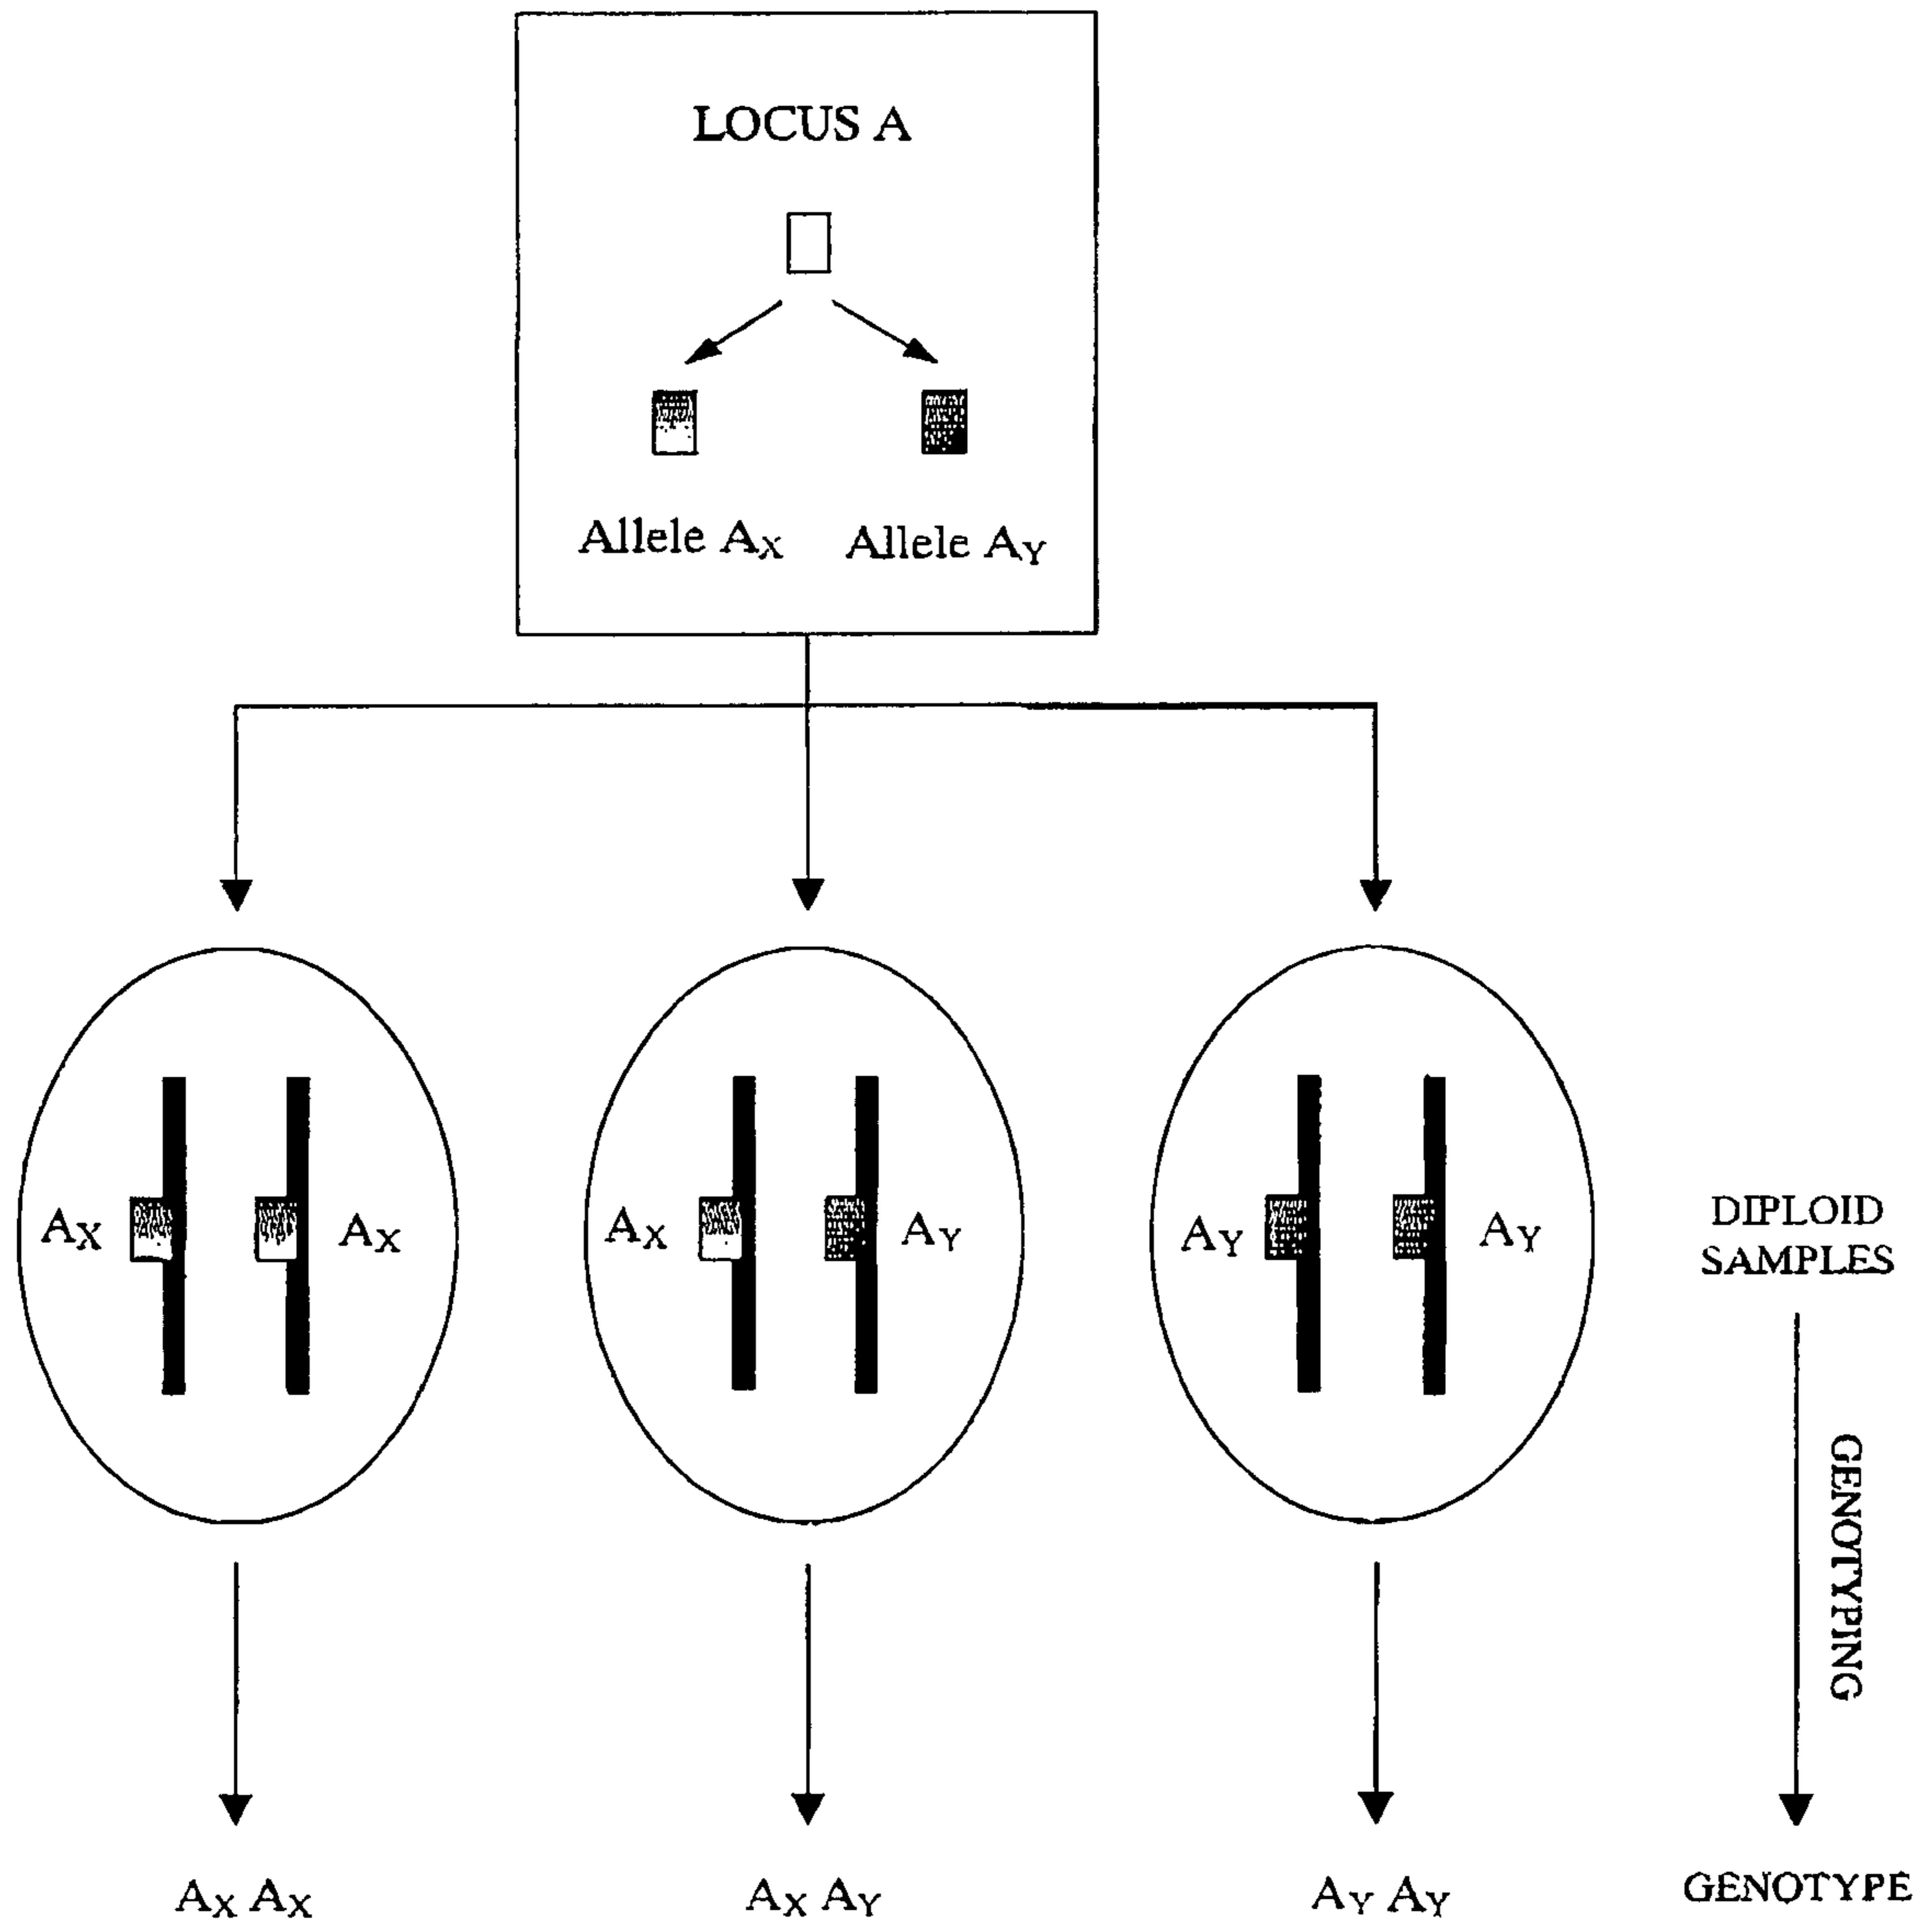 LOCUS A
Allele AX Allele AY
AX AX AX AY AY AY
DIPLOID
SAMPLES
GENOTYPING
AX AX AX AY AY AY GENOTYPE